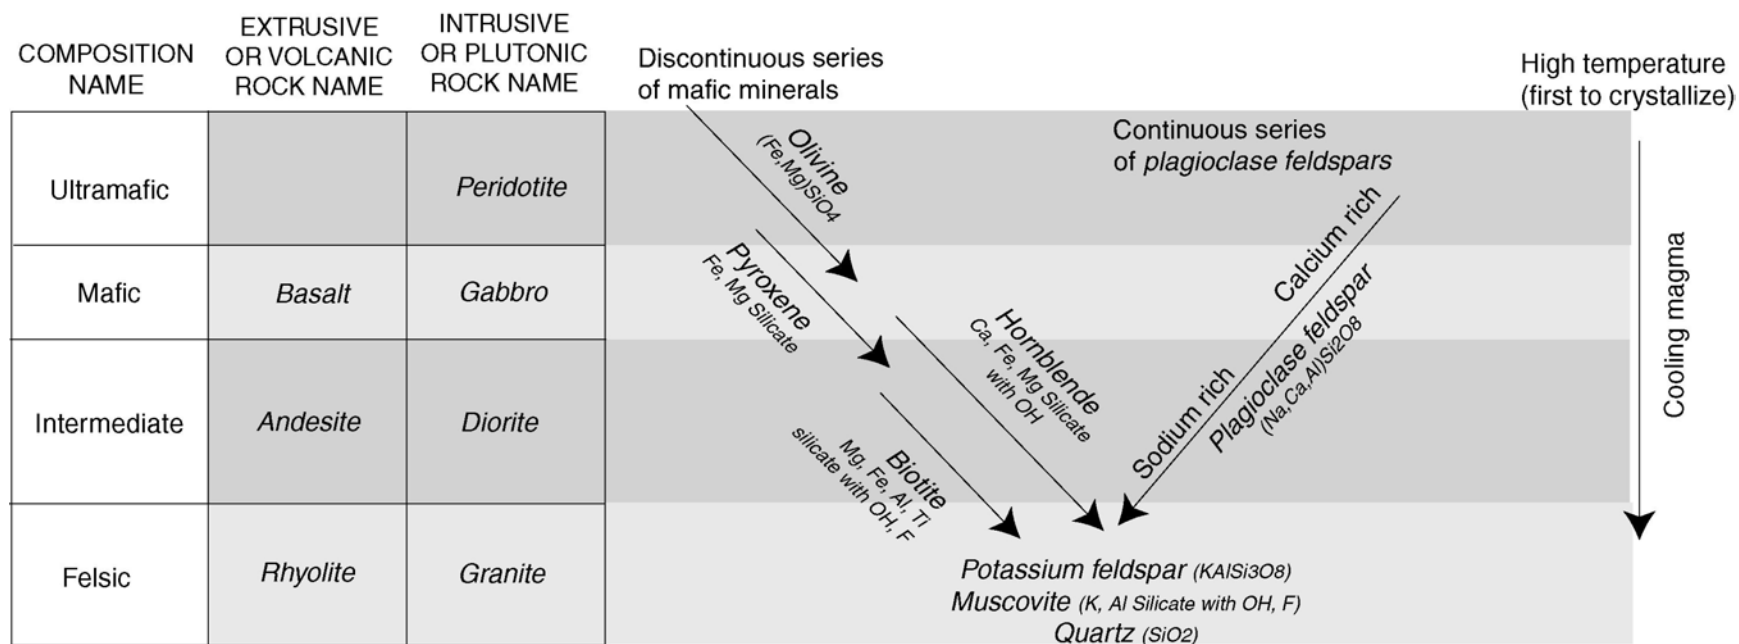 COMPOSITION
NAME
EXTRUSIVE
OR VOLCANIC
ROCK NAME
INTRUSIVE
OR PLUTONIC
ROCK NAME
Discontinuous series
of mafic minerals
High temperature
(first to crystallize)
Continuous series
of plagioclase feldspars
Ultramafic
Peridotite
Olivine
(Fe,Mg)SiO4
Mafic
Basalt
Gabbro
Pyroxene
Fe, Mg Silicate
Hornblende
Ca, Fe, Mg Silicate
with OH
Calcium rich
Sodium rich
Plagioclase feldspar
(Na,Ca,Al)Si2O8
Cooling magma
Intermediate
Andesite
Diorite
Biotite
Mg, Fe, Al, Ti
silicate with OH, F
Felsic
Rhyolite
Granite
Potassium feldspar (KAlSi3O8)
Muscovite (K, Al Silicate with OH, F)
Quartz (SiO2)